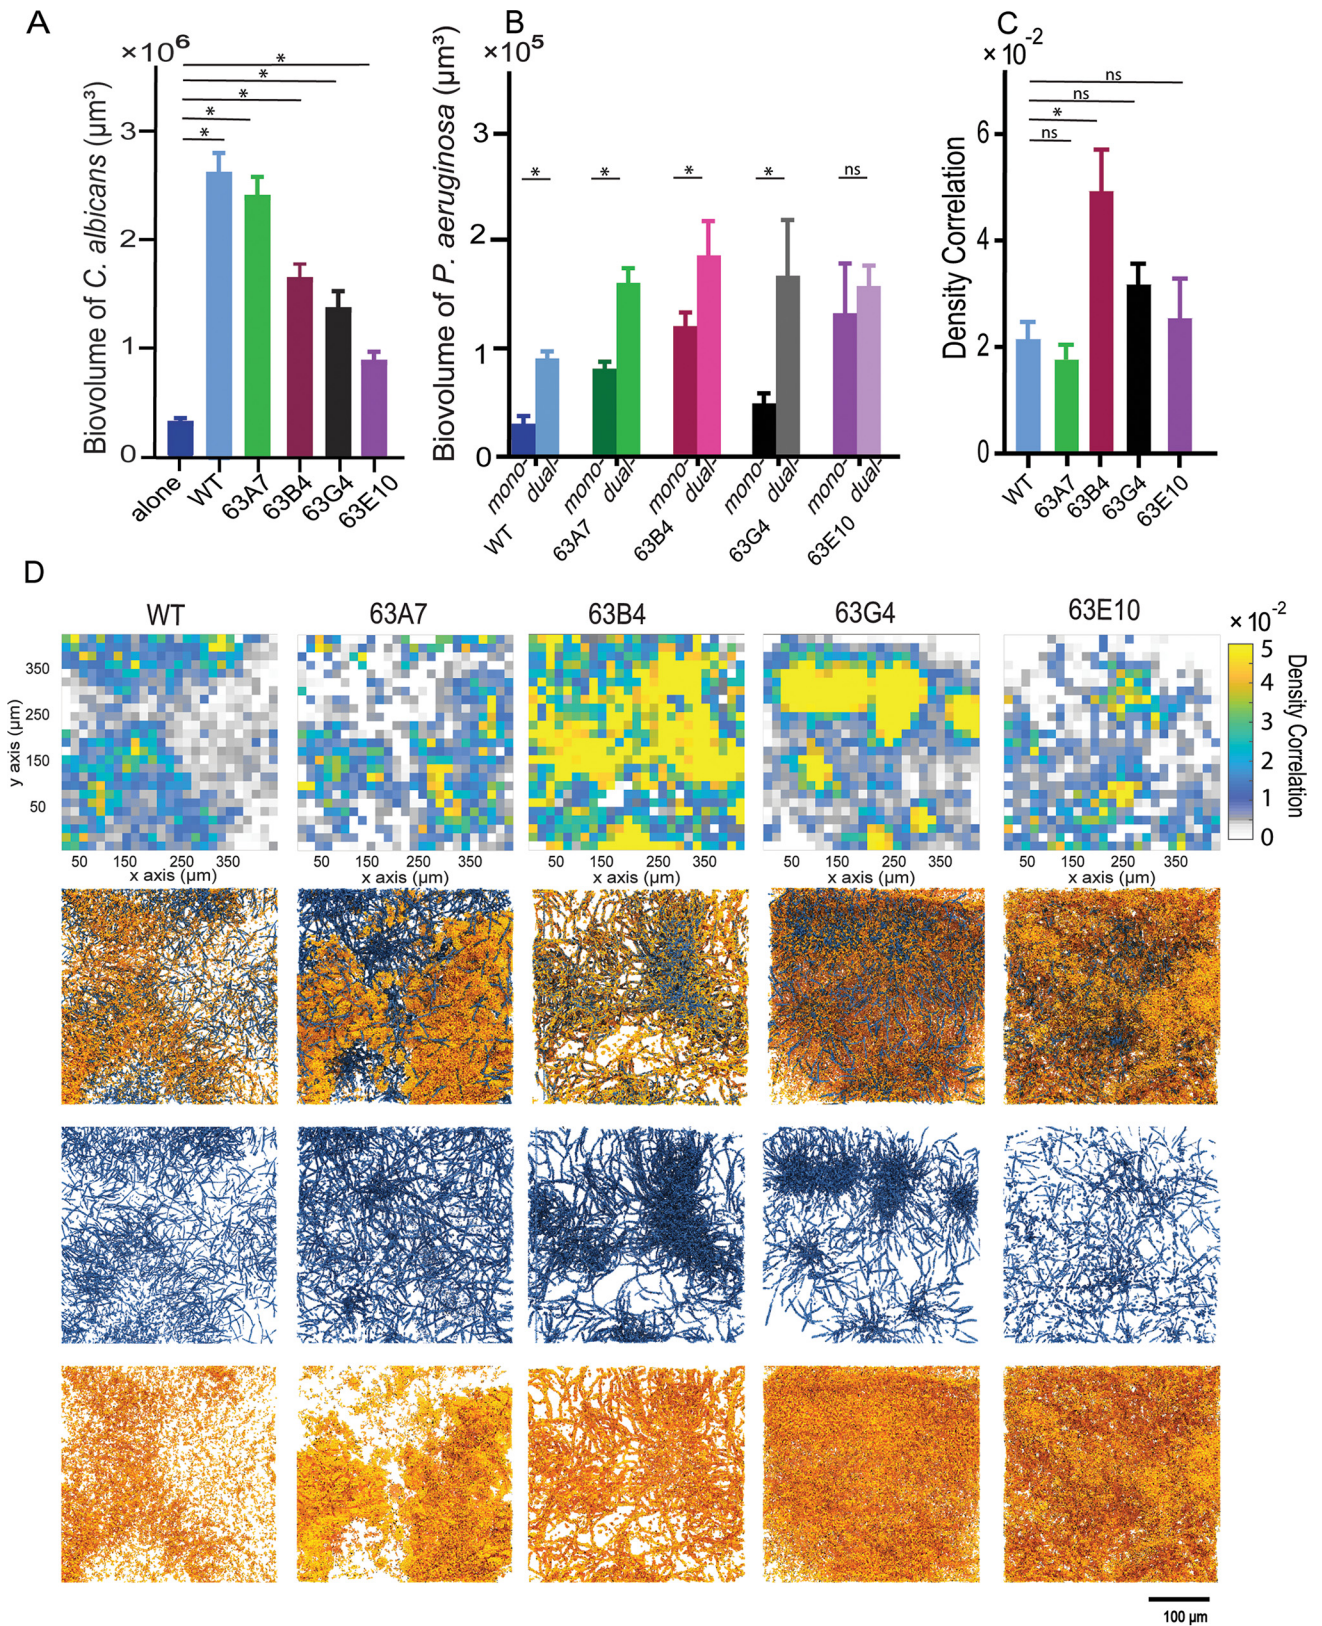 A
×10⁶
Biovolume of C. albicans (µm³)
3
2
1
0
* * * * *
alone WT 63A7 63B4 63G4 63E10
B
×10⁵
Biovolume of P. aeruginosa (µm³)
3
2
1
0
* * * * ns
mono- dual- mono- dual- mono- dual- mono- dual- mono- dual-
WT 63A7 63B4 63G4 63E10
C
×10⁻²
Density Correlation
6
4
2
0
ns
ns
*
ns
WT 63A7 63B4 63G4 63E10
D
WT 63A7 63B4 63G4 63E10
y axis (µm)
350
250
150
50
50 150 250 350
x axis (µm)
50 150 250 350
x axis (µm)
50 150 250 350
x axis (µm)
50 150 250 350
x axis (µm)
50 150 250 350
x axis (µm)
× 10⁻²
5
4
3
2
1
0
Density Correlation
100 µm